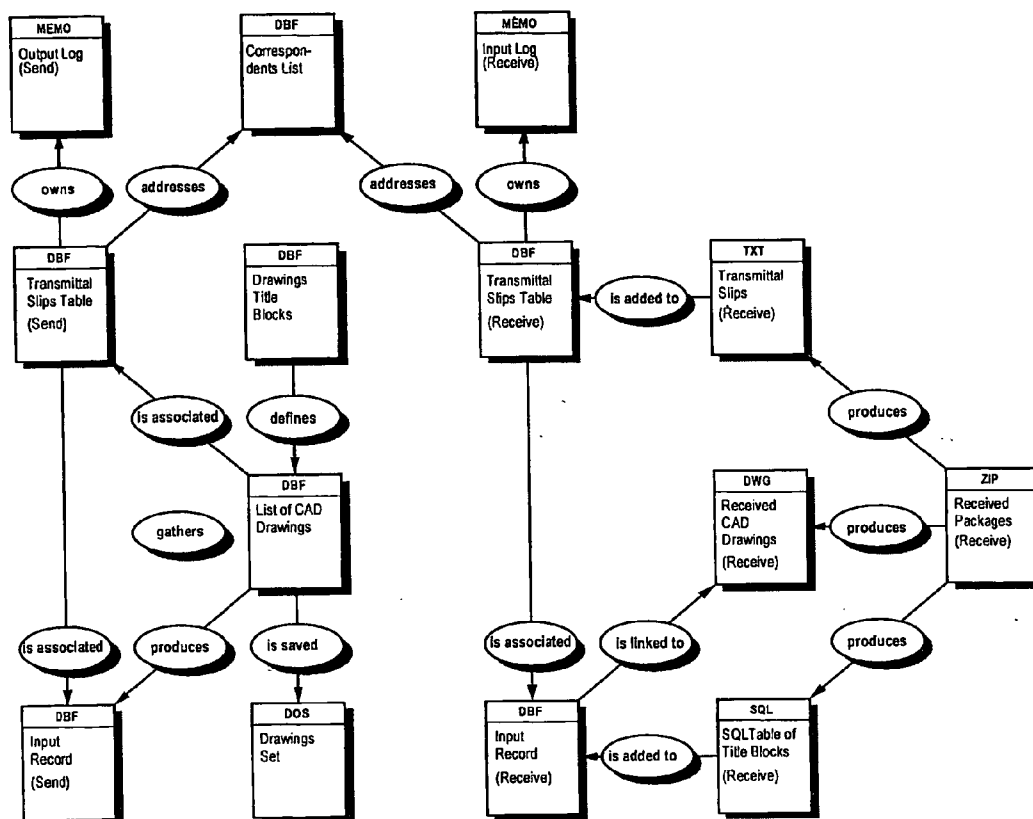 MEMO
Output Log
(Send)
DBF
Correspon-
dents List
MEMO
Input Log
(Receive)
owns
addresses
addresses
owns
DBF
Transmittal
Slips Table
(Send)
DBF
Drawings
Title
Blocks
DBF
Transmittal
Slips Table
(Receive)
is added to
TXT
Transmittal
Slips
(Receive)
is associated
defines
produces
DBF
List of CAD
Drawings
gathers
DWG
Received
CAD
Drawings
(Receive)
produces
ZIP
Received
Packages
(Receive)
is associated
produces
is saved
is associated
is linked to
produces
DBF
Input
Record
(Send)
DOS
Drawings
Set
DBF
Input
Record
(Receive)
is added to
SQL
SQLTable of
Title Blocks
(Receive)